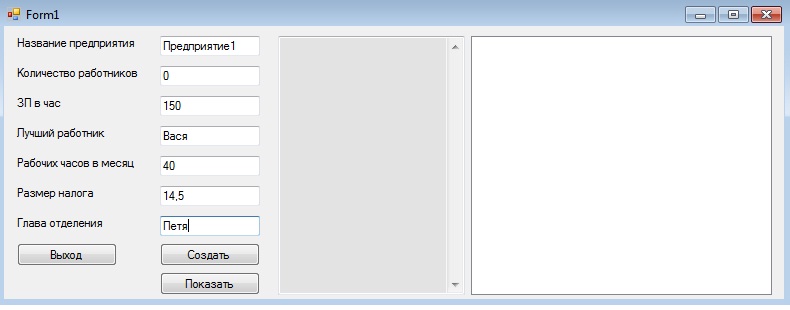 Form1
Название предприятия Предприятие1
Количество работников 0
ЗП в час 150
Лучший работник Вася
Рабочих часов в месяц 40
Размер налога 14,5
Глава отделения Петя
Выход Создать
Показать